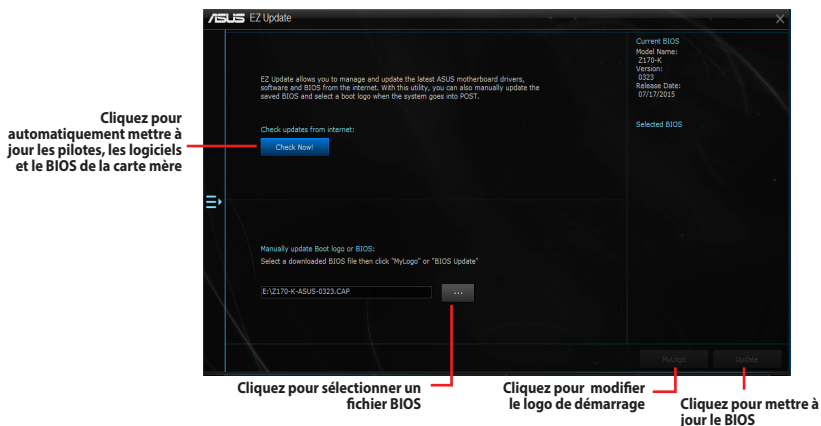 ASUS EZ Update
X
EZ Update allows you to manage and update the latest ASUS motherboard drivers,
software and BIOS from the internet. With this utility, you can also manually update the
saved BIOS and select a boot logo when the system goes into POST.
Check updates from internet:
Check Now!
Manually update Boot logo or BIOS:
Select a downloaded BIOS file then click "MyLogo" or "BIOS Update"
E:\Z170-K-ASUS-0323.CAP
...
Current BIOS
Model Name:
Z170-K
Version:
0323
Release Date:
07/17/2015
Selected BIOS
MyLogo
Update
Cliquez pour
automatiquement mettre à
jour les pilotes, les logiciels
et le BIOS de la carte mère
Cliquez pour sélectionner un
fichier BIOS
Cliquez pour modifier
le logo de démarrage
Cliquez pour mettre à
jour le BIOS